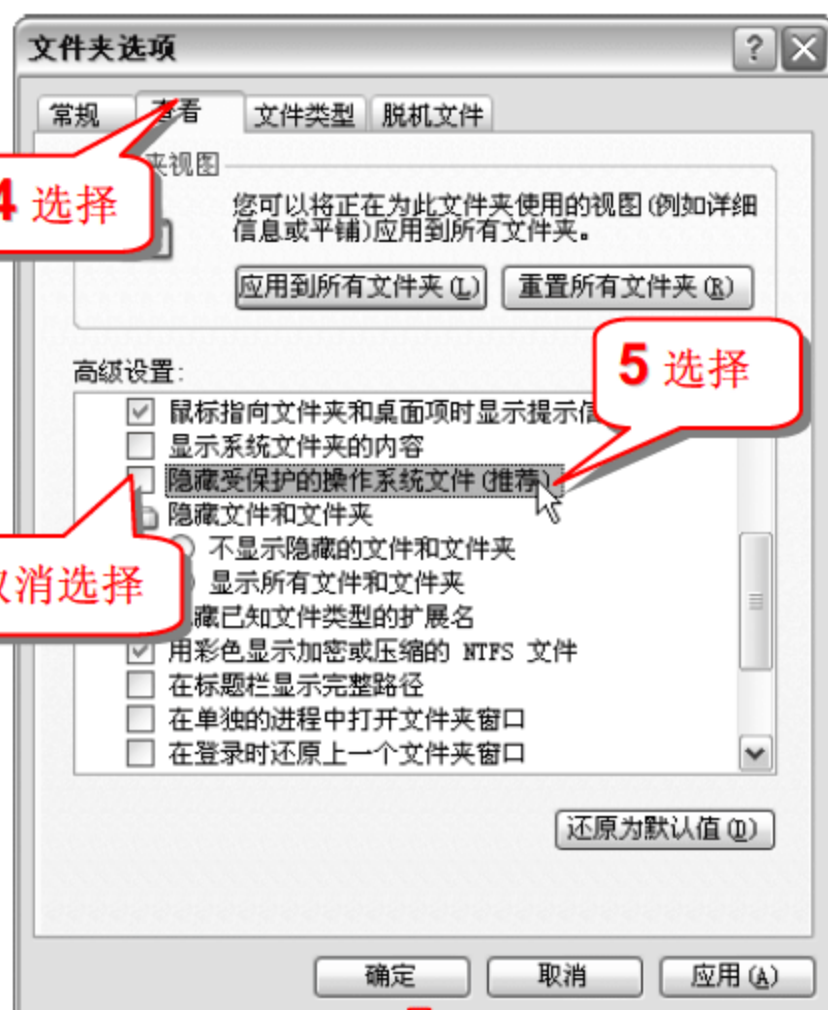 文件夹选项
常规 查看 文件类型 脱机文件
夹视图
4 选择
您可以将正在为此文件夹使用的视图(例如详细
信息或平铺)应用到所有文件夹。
应用到所有文件夹(L) 重置所有文件夹(R)
5 选择
高级设置:
鼠标指向文件夹和桌面项时显示提示信
显示系统文件夹的内容
隐藏受保护的操作系统文件(推荐)
隐藏文件和文件夹
不显示隐藏的文件和文件夹
取消选择
显示所有文件和文件夹
藏已知文件类型的扩展名
用彩色显示加密或压缩的 NTFS 文件
在标题栏显示完整路径
在单独的进程中打开文件夹窗口
在登录时还原上一个文件夹窗口
还原为默认值(D)
确定 取消 应用(A)